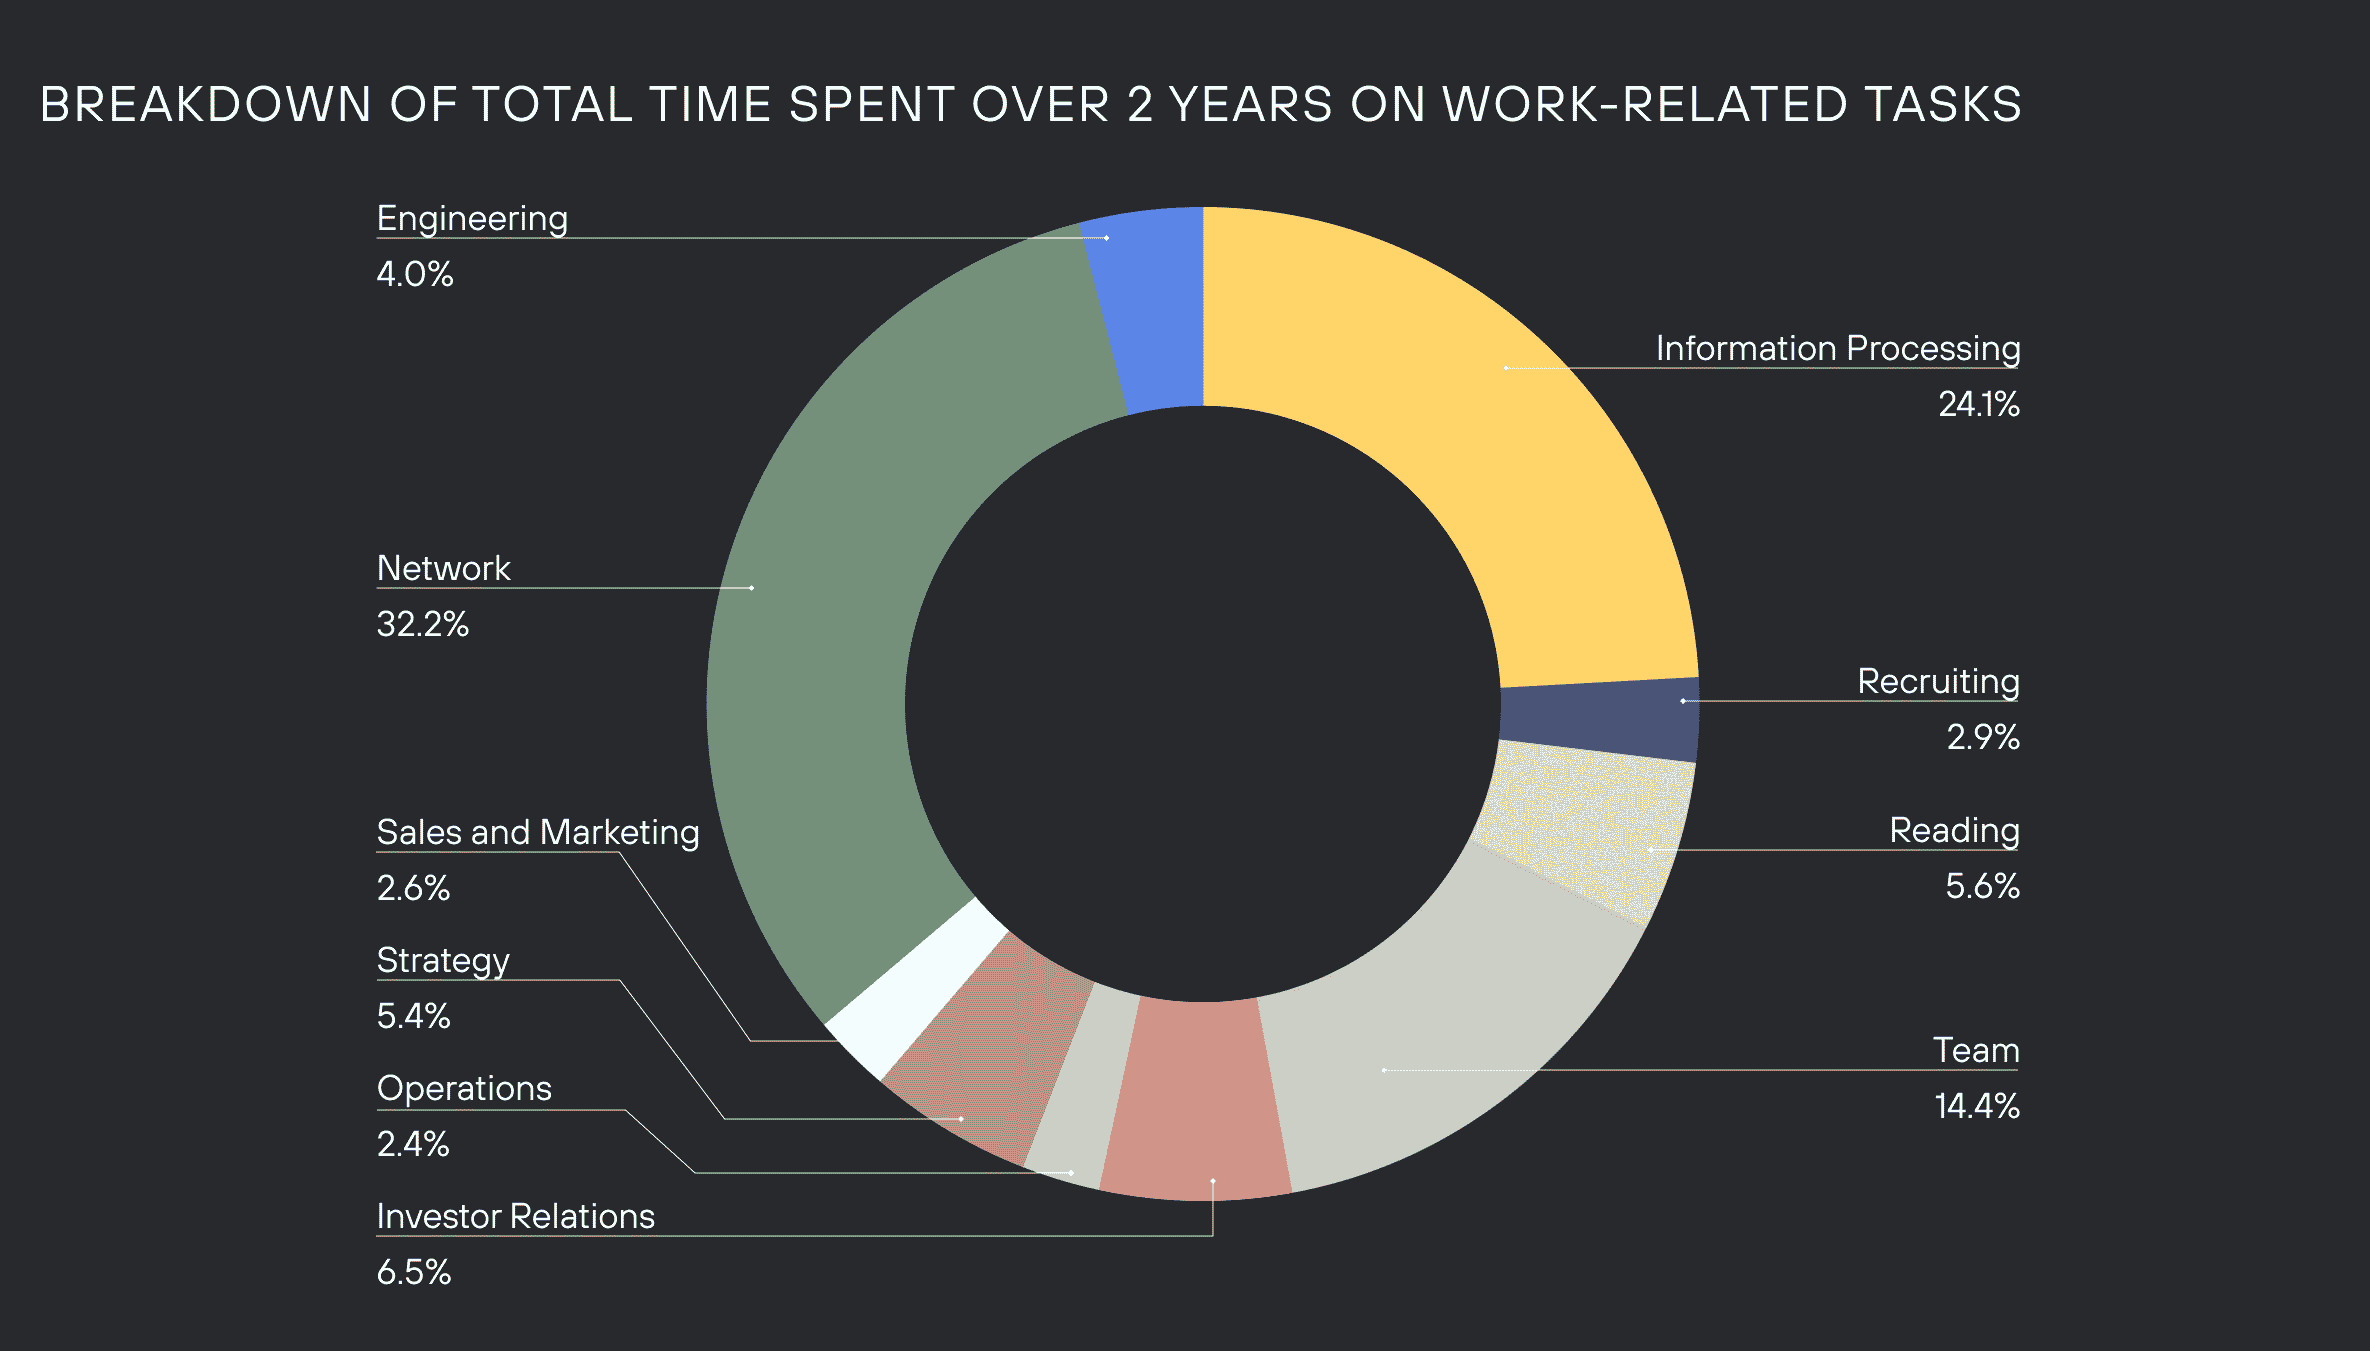 BREAKDOWN OF TOTAL TIME SPENT OVER 2 YEARS ON WORK-RELATED TASKS
Engineering
4.0%
Information Processing
24.1%
Network
32.2%
Recruiting
2.9%
Sales and Marketing
2.6%
Reading
5.6%
Strategy
5.4%
Team
14.4%
Operations
2.4%
Investor Relations
6.5%